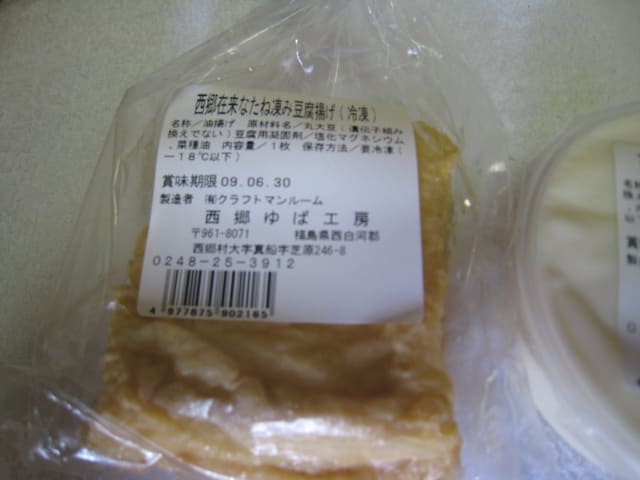 西郷在来なたね凍み豆腐揚げ(冷凍)
名称/油揚げ 原材料名/丸大豆(遺伝子組み
換えでない)豆腐用凝固剤/塩化マグネシウム
、菜種油 内容量/1枚 保存方法/要冷凍(
-18℃以下)
賞味期限09.06.30
製造者 ㈲クラフトマンルーム
西郷ゆば工房
〒961-8071 福島県西白河郡
西郷村大字真船字芝原246-8
0248-25-3912
4 977875 902165